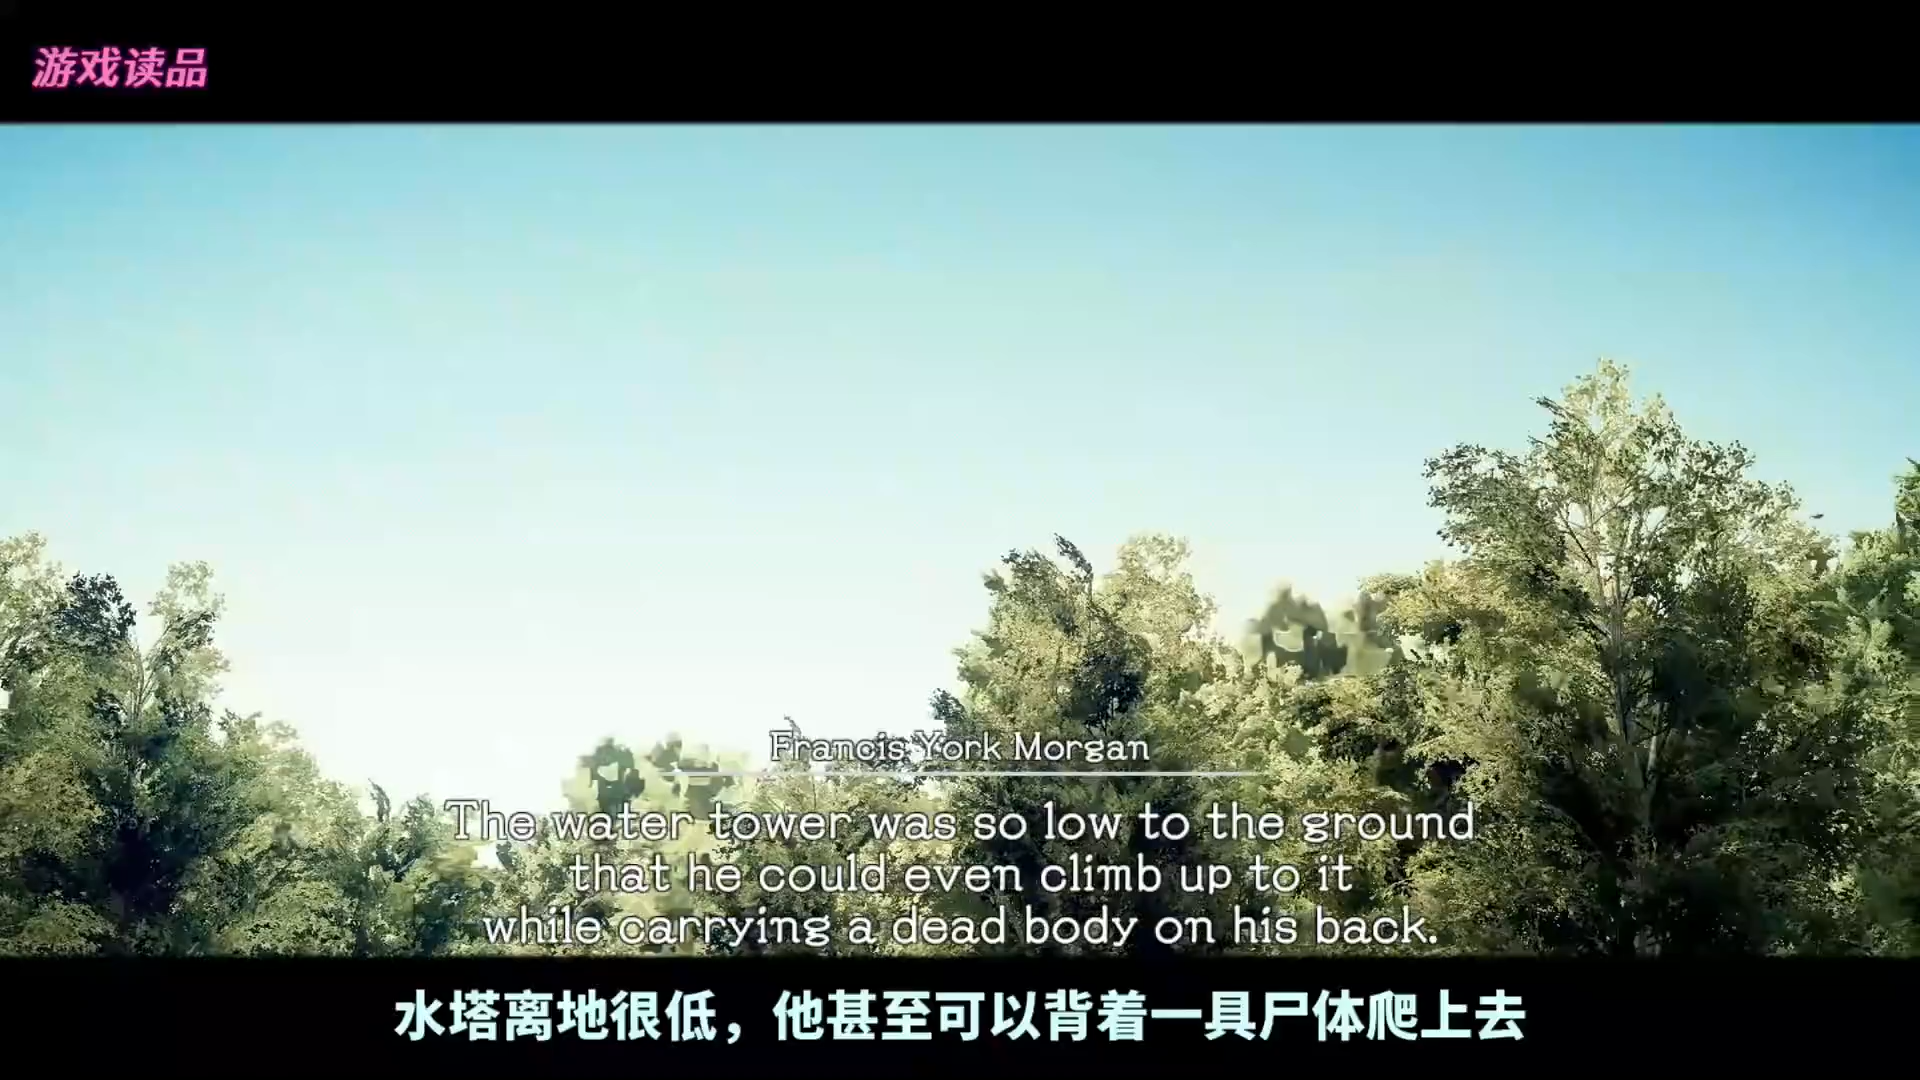 游戏读品
Francis York Morgan
The water tower was so low to the ground
that he could even climb up to it
while carrying a dead body on his back.
水塔离地很低，他甚至可以背着一具尸体爬上去